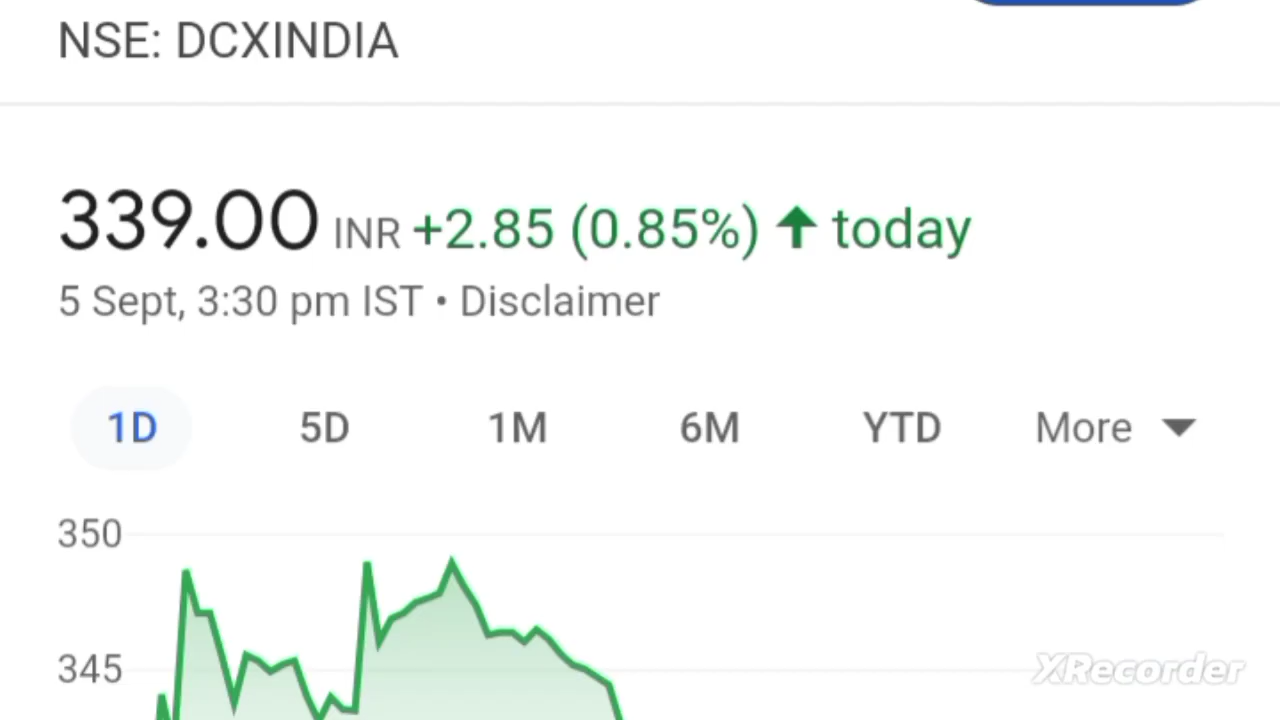 NSE: DCXINDIA
339.00 INR +2.85 (0.85%) ↑ today
5 Sept, 3:30 pm IST • Disclaimer
1D 5D 1M 6M YTD More
350
345
XRecorder